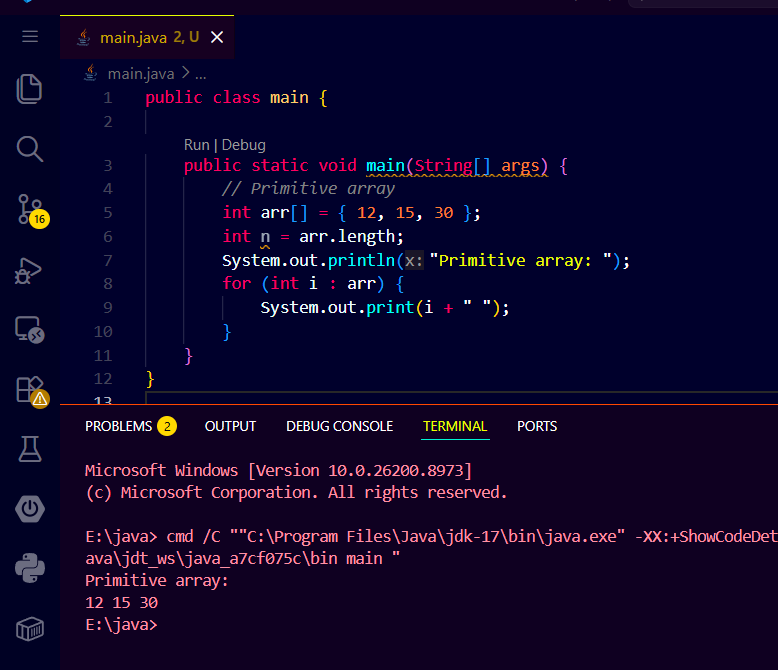 main.java 2, U
main.java > ...
1 public class main {
2
Run | Debug
3 public static void main(String[] args) {
4 // Primitive array
5 int arr[] = { 12, 15, 30 };
6 int n = arr.length;
7 System.out.println(x: "Primitive array: ");
8 for (int i : arr) {
9 System.out.print(i + " ");
10 }
11 }
12 }
13
16
PROBLEMS 2 OUTPUT DEBUG CONSOLE TERMINAL PORTS
Microsoft Windows [Version 10.0.26200.8973]
(c) Microsoft Corporation. All rights reserved.
E:\java> cmd /C ""C:\Program Files\Java\jdk-17\bin\java.exe" -XX:+ShowCodeDet
ava\jdt_ws\java_a7cf075c\bin main "
Primitive array:
12 15 30
E:\java>